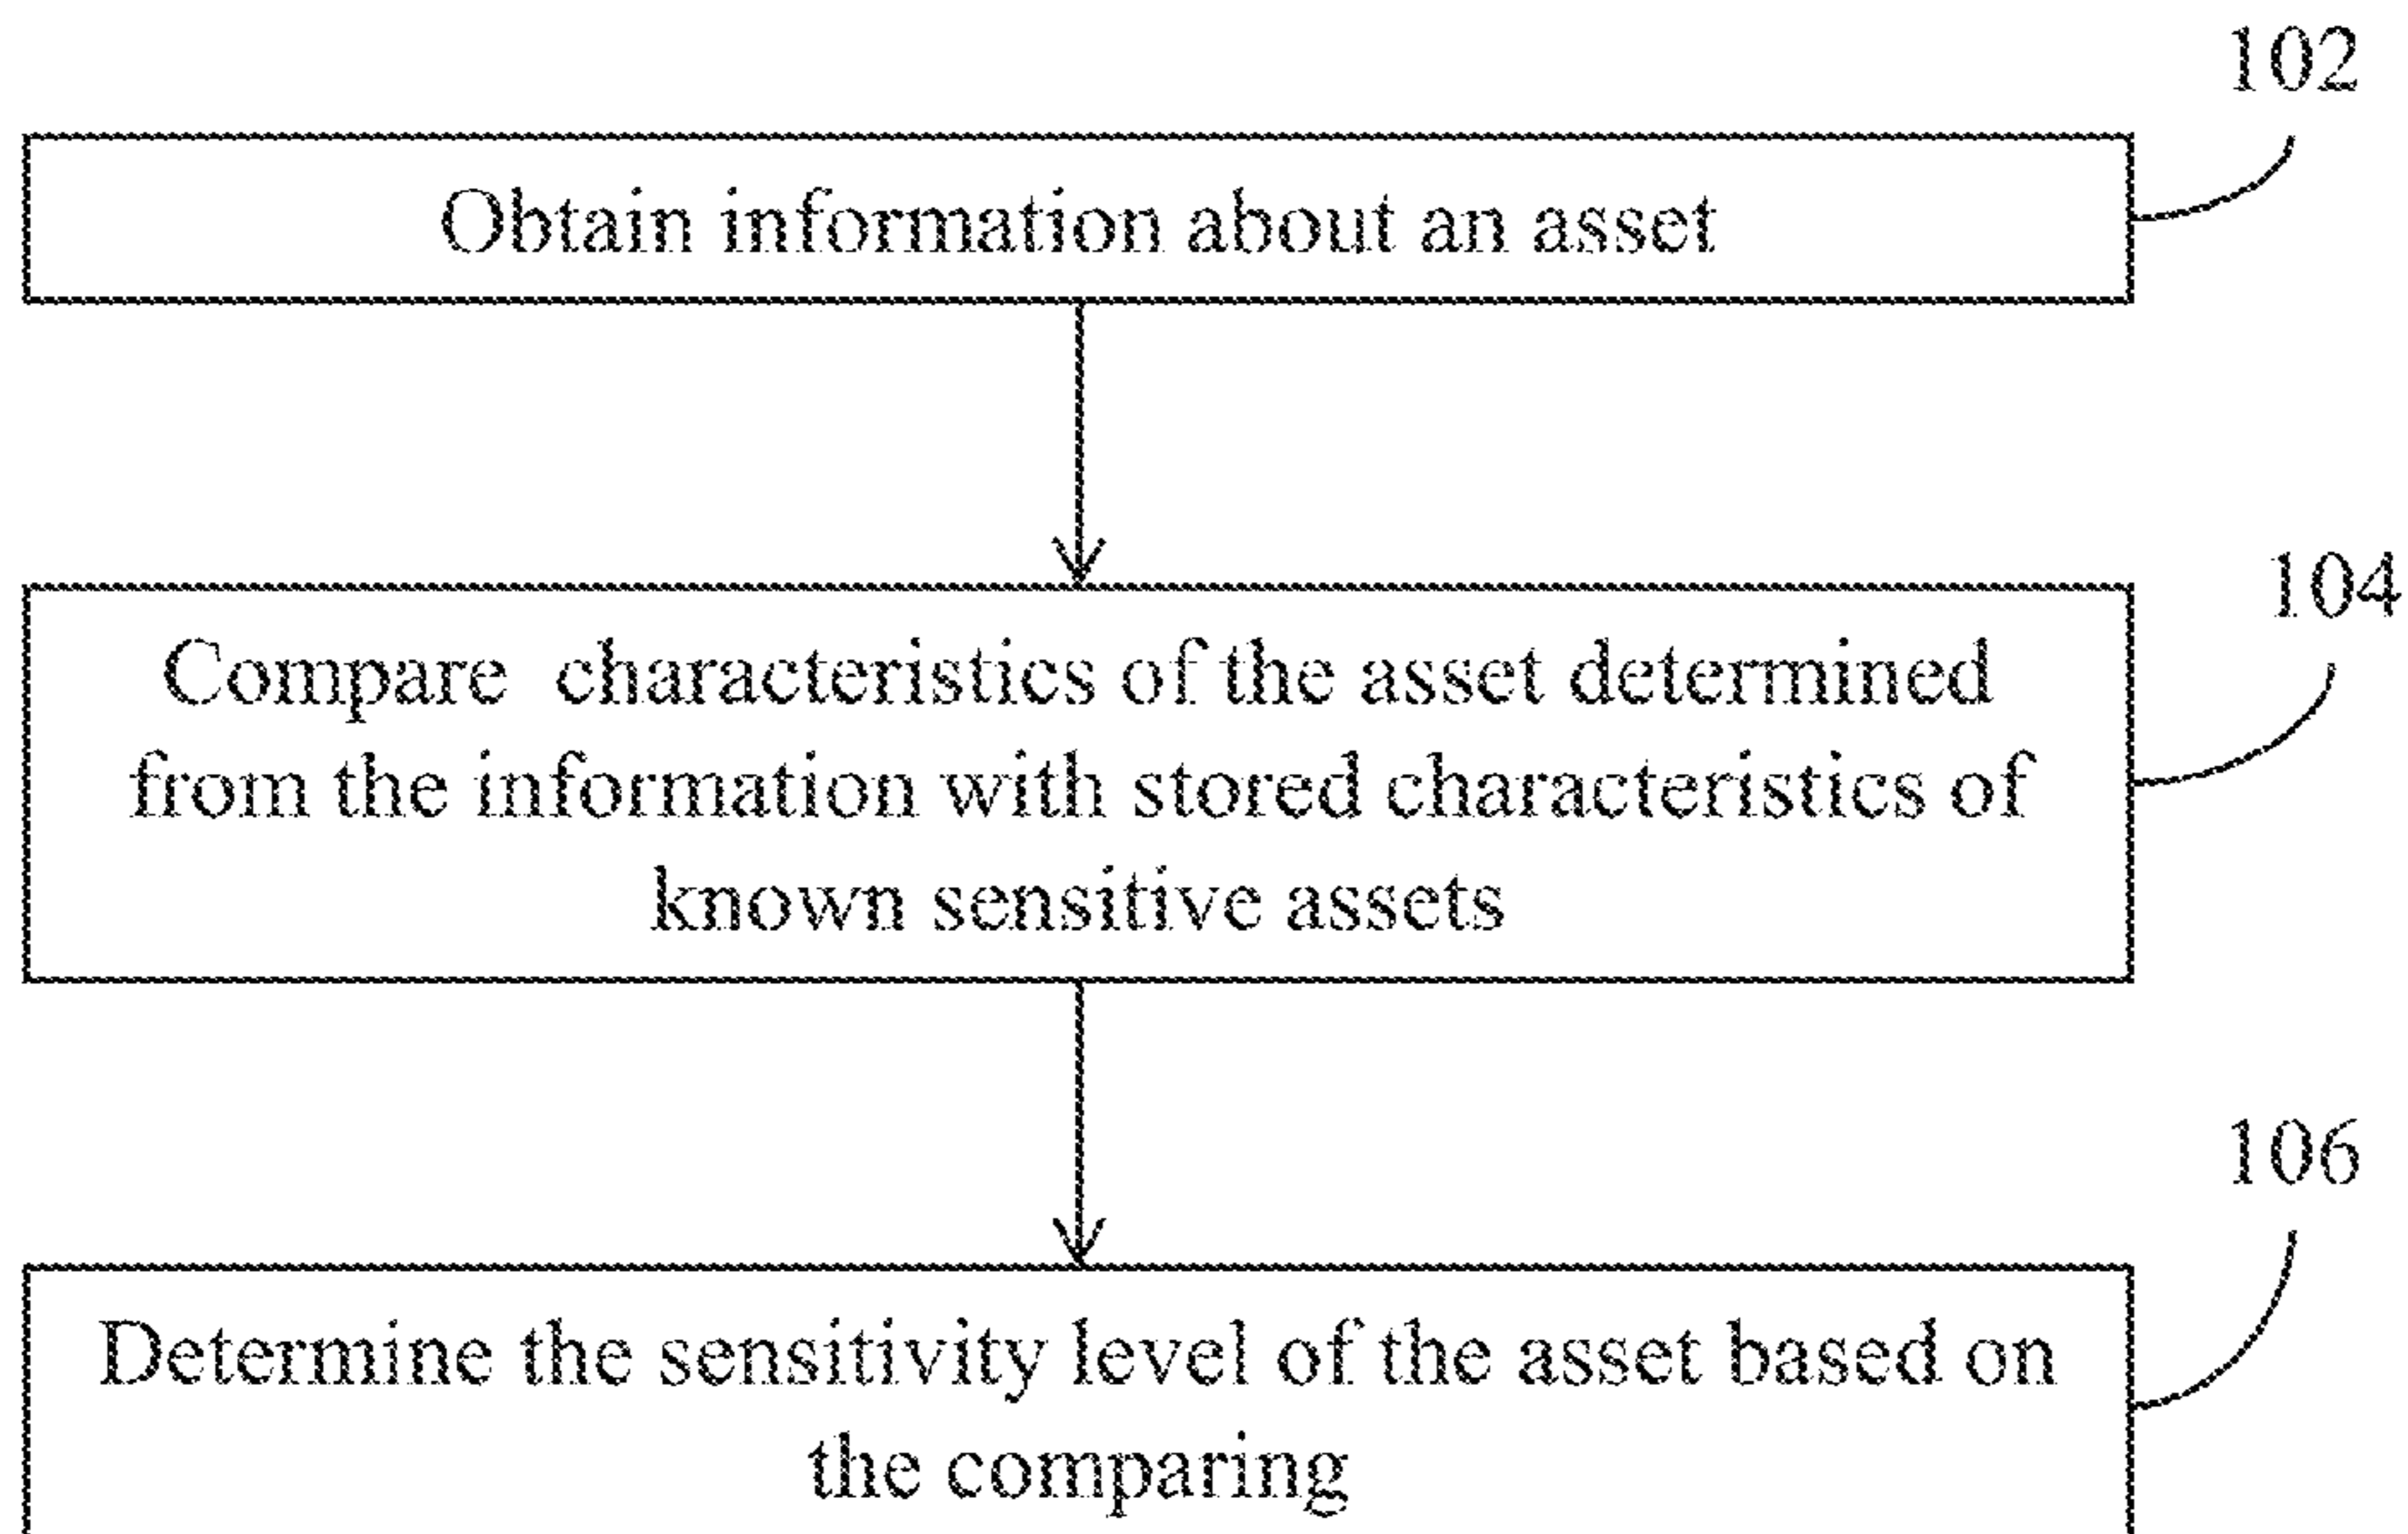 102
Obtain information about an asset
104
Compare characteristics of the asset determined
from the information with stored characteristics of
known sensitive assets
106
Determine the sensitivity level of the asset based on
the comparing